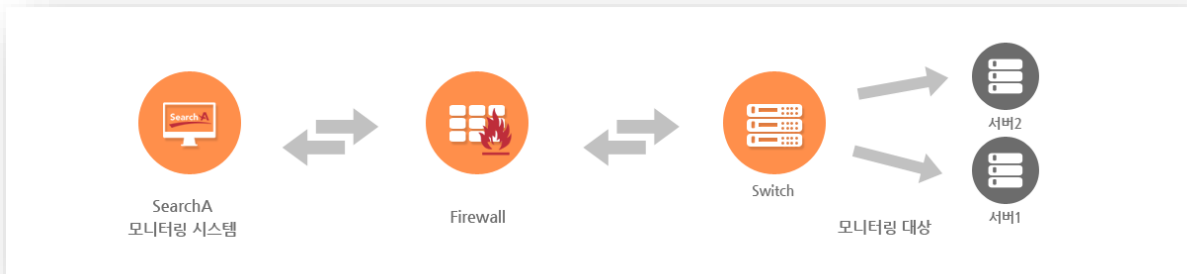 SearchA
SearchA
모니터링 시스템
Firewall
Switch
서버2
서버1
모니터링 대상